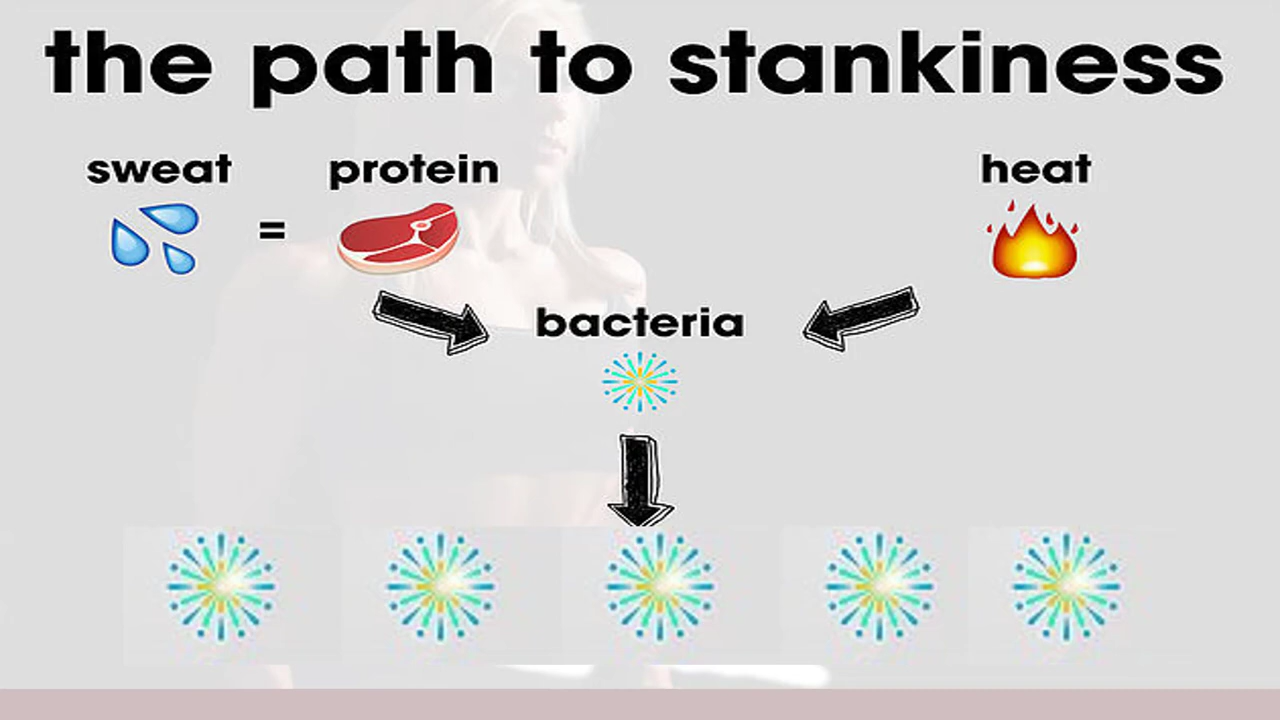 the path to stankiness
sweat = protein
heat
bacteria